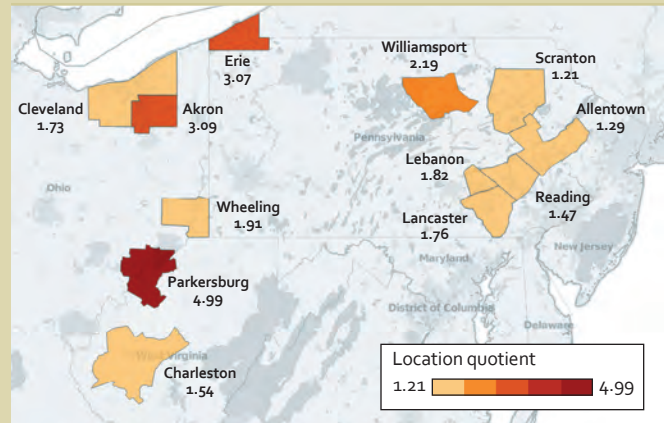 Erie
3.07
Williamsport
2.19
Scranton
1.21
Cleveland
1.73
Akron
3.09
Allentown
1.29
Pennsylvania
Lebanon
1.82
Ohio
Wheeling
1.91
Reading
1.47
Lancaster
1.76
New Jersey
Maryland
Parkersburg
4.99
District of Columbia
Delaware
West Virginia
Charleston
1.54
Location quotient
1.21 4.99